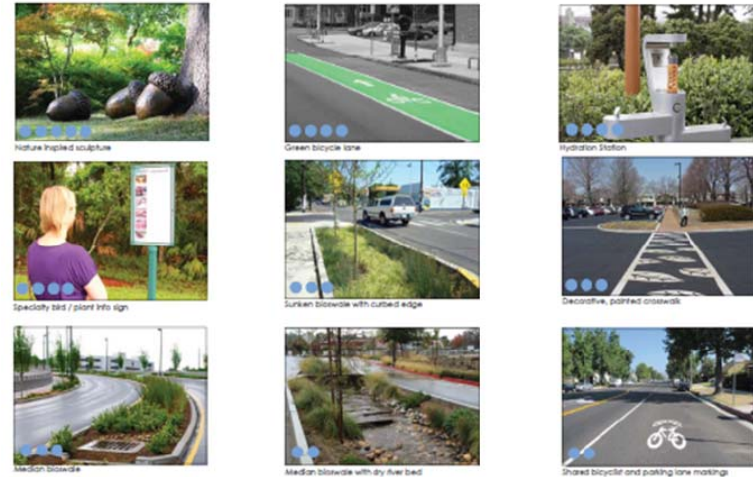 Nature inspired sculpture
Green bicycle lane
Hydration Station
Specialty bird / plant info sign
Sunken bioswale with curbed edge
Decorative, painted crosswalk
Median bioswale
Median bioswale with dry river bed
Shared bicyclist and parking lane markings